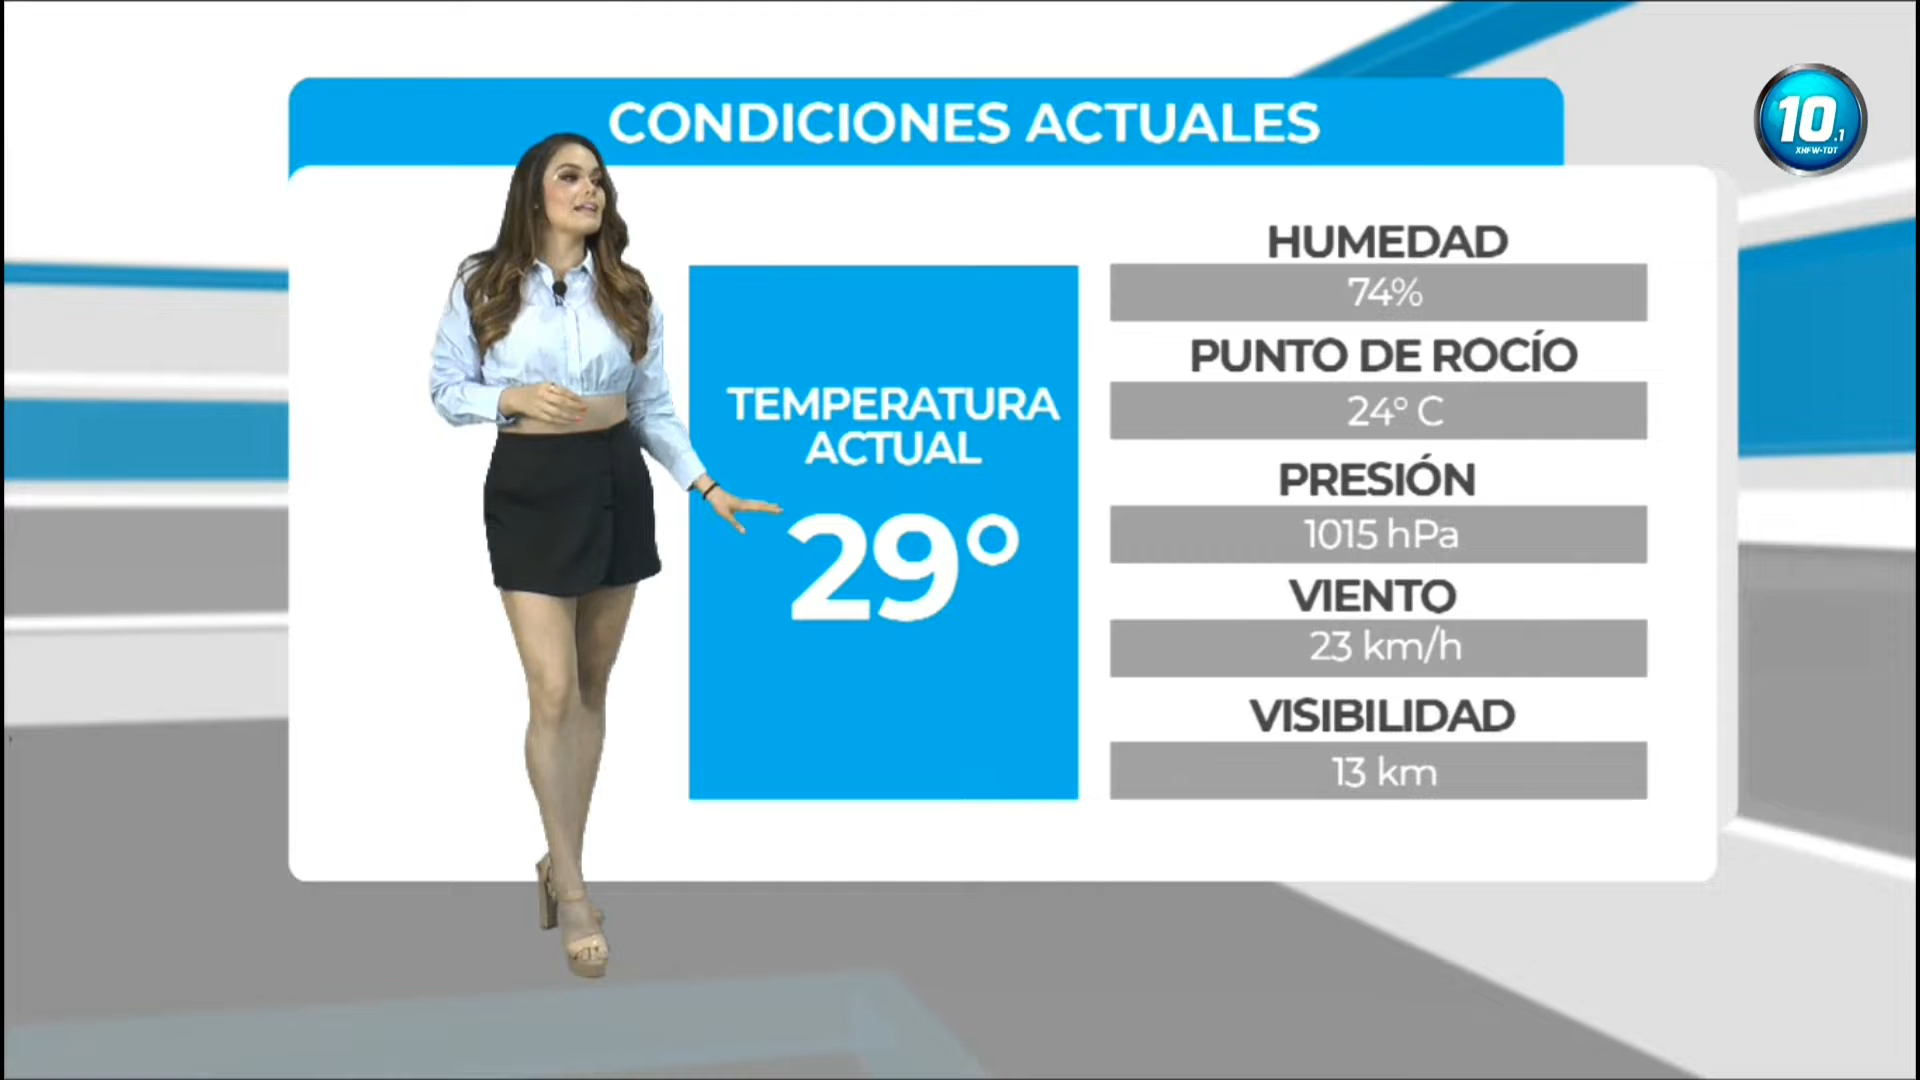 CONDICIONES ACTUALES
10.1
XHFW-TDT
TEMPERATURA
ACTUAL
29°
HUMEDAD
74%
PUNTO DE ROCÍO
24° C
PRESIÓN
1015 hPa
VIENTO
23 km/h
VISIBILIDAD
13 km